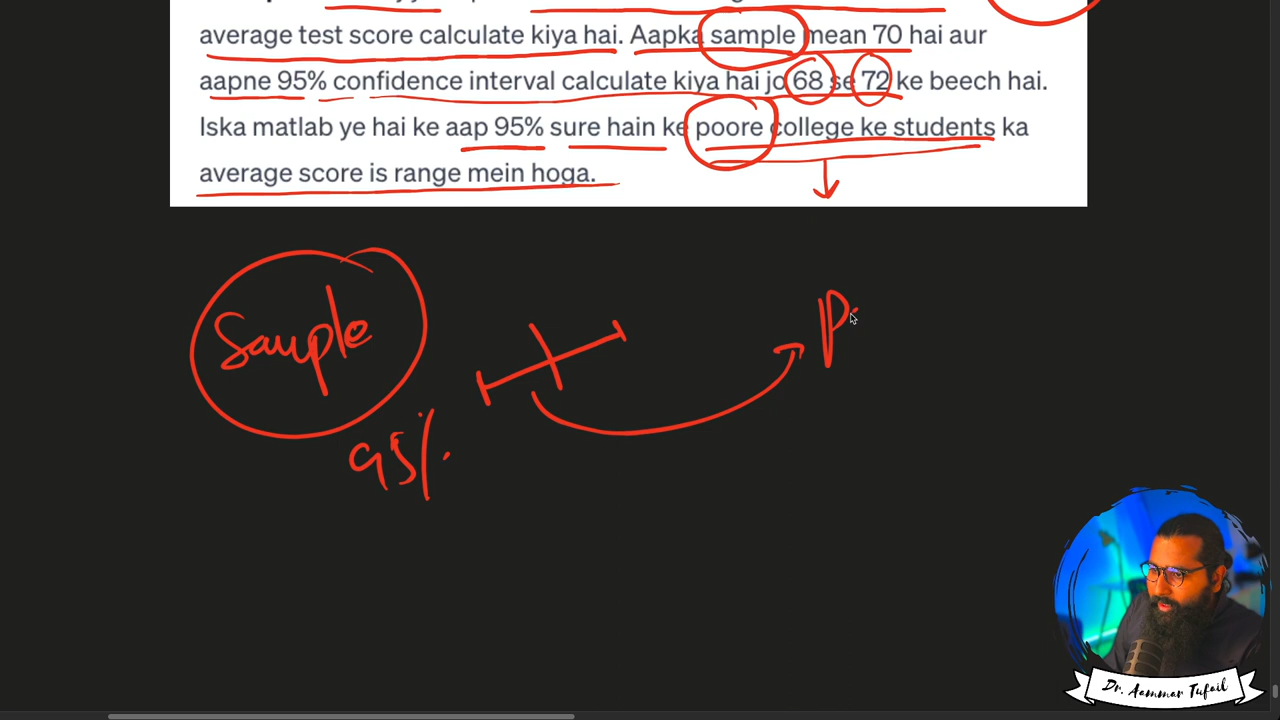 average test score calculate kiya hai. Aapka sample mean 70 hai aur
aapne 95% confidence interval calculate kiya hai jo 68 se 72 ke beech hai.
Iska matlab ye hai ke aap 95% sure hain ke poore college ke students ka
average score is range mein hoga.
Sample
P
95%
Dr. Aammar Tufail